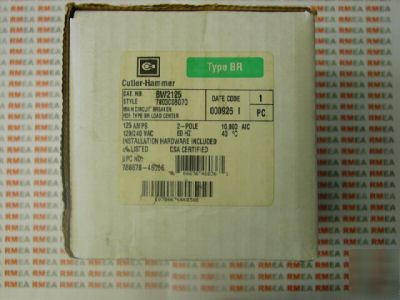 Type BR
Cutler-Hammer
CAT. NO. BW2125
STYLE
MAIN CIRCUIT BREAKER
FOR TYPE BR LOAD CENTER
DATE CODE
000925 I
1
PC.
125 AMPS 2-POLE 10,000 AIC
120/240 VAC 60 HZ 40 °C
INSTALLATION HARDWARE INCLUDED
LISTED CSA CERTIFIED
UPC NO.
RMEA